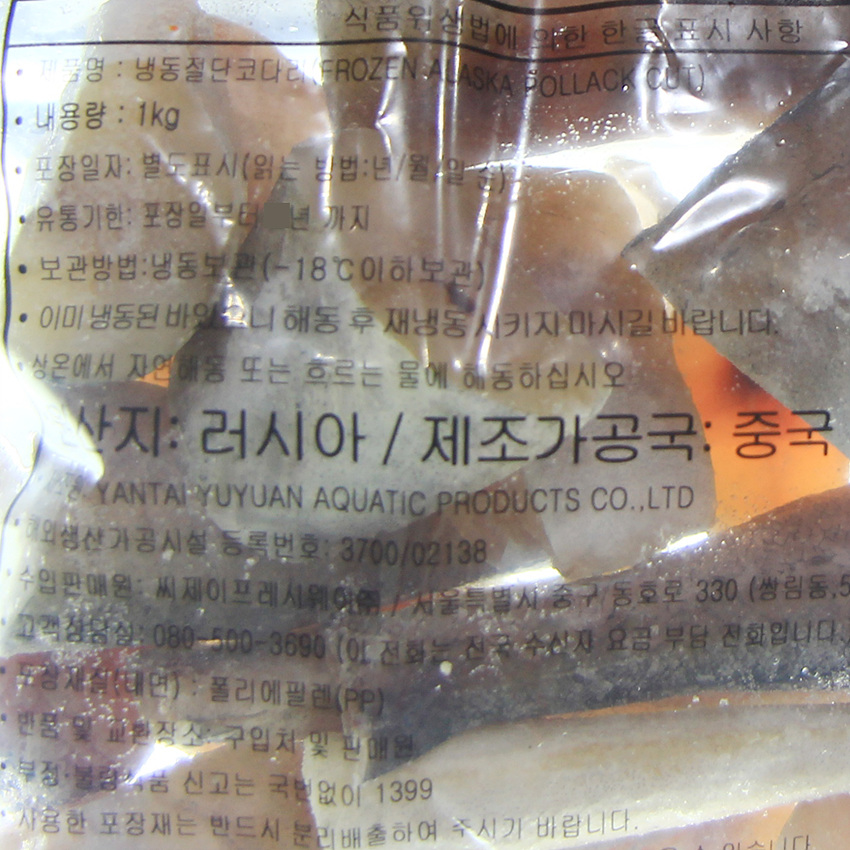 식품위생법에 의한 한글 표시 사항
· 제품명 : 냉동절단코다리(FROZEN ALASKA POLLACK CUT)
· 내용량 : 1kg
· 포장일자: 별도표시(읽는 방법:년/월/일 순)
· 유통기한: 포장일부터 년 까지
· 보관방법:냉동보관(-18℃이하보관)
· 이미 냉동된 바있으니 해동 후 재냉동 시키지마시길 바랍니다.
· 상온에서 자연해동 또는 흐르는 물에 해동하십시오
원산지: 러시아 / 제조가공국: 중국
YANTAI YUYUAN AQUATIC PRODUCTS CO.,LTD
· 해외생산가공시설 등록번호: 3700/02138
· 수입판매원: 씨제이프레시웨이㈜ / 서울특별시 중구 동호로 330 (쌍림동,5
· 고객상담실: 080-500-3690 (이 전화는 전국 수신자 요금 부담 전화입니다.
· 포장재질(내면) : 폴리에틸렌(PP)
· 반품 및 교환장소: 구입처 및 판매원
· 부정·불량식품 신고는 국번없이 1399
· 사용한 포장재는 반드시 분리배출하여 주시기 바랍니다.